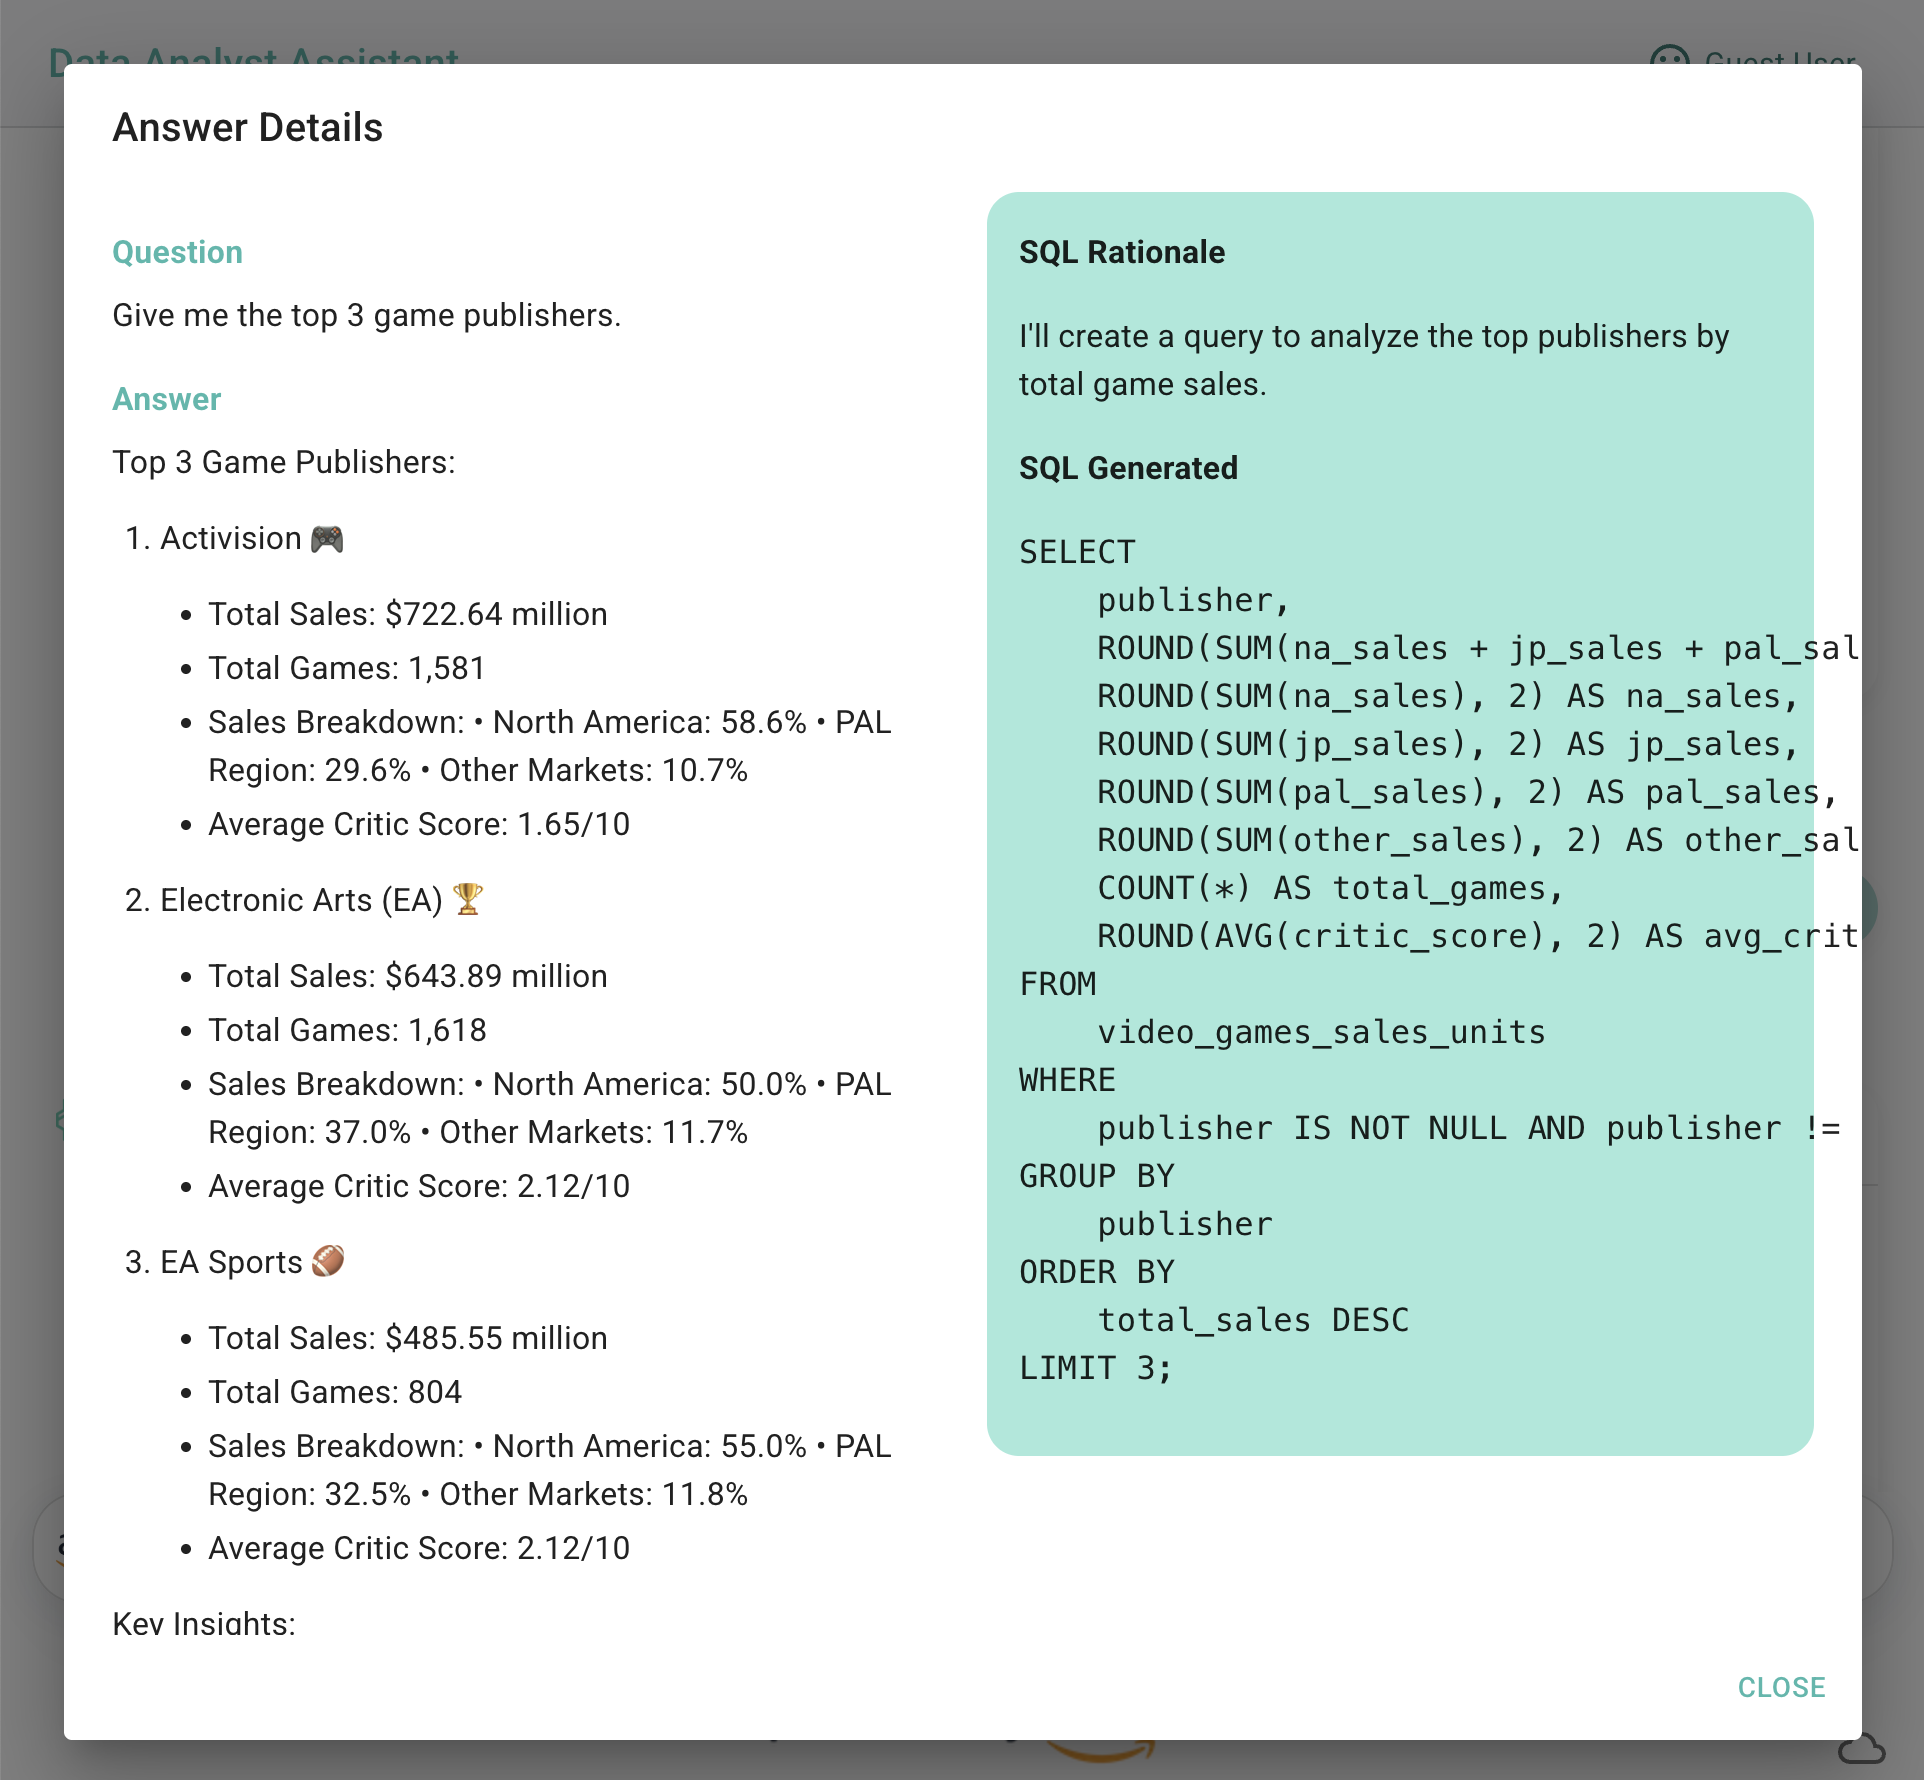 Data Analyst Assistant
Guest User
Answer Details
Question
Give me the top 3 game publishers.
Answer
Top 3 Game Publishers:
1. Activision 🎮
• Total Sales: $722.64 million
• Total Games: 1,581
• Sales Breakdown: • North America: 58.6% • PAL
Region: 29.6% • Other Markets: 10.7%
• Average Critic Score: 1.65/10
2. Electronic Arts (EA) 🏆
• Total Sales: $643.89 million
• Total Games: 1,618
• Sales Breakdown: • North America: 50.0% • PAL
Region: 37.0% • Other Markets: 11.7%
• Average Critic Score: 2.12/10
3. EA Sports 🏈
• Total Sales: $485.55 million
• Total Games: 804
• Sales Breakdown: • North America: 55.0% • PAL
Region: 32.5% • Other Markets: 11.8%
• Average Critic Score: 2.12/10
Key Insights:
SQL Rationale
I'll create a query to analyze the top publishers by
total game sales.
SQL Generated
SELECT
    publisher,
    ROUND(SUM(na_sales + jp_sales + pal_sal
    ROUND(SUM(na_sales), 2) AS na_sales,
    ROUND(SUM(jp_sales), 2) AS jp_sales,
    ROUND(SUM(pal_sales), 2) AS pal_sales,
    ROUND(SUM(other_sales), 2) AS other_sal
    COUNT(*) AS total_games,
    ROUND(AVG(critic_score), 2) AS avg_crit
FROM
    video_games_sales_units
WHERE
    publisher IS NOT NULL AND publisher !=
GROUP BY
    publisher
ORDER BY
    total_sales DESC
LIMIT 3;
CLOSE